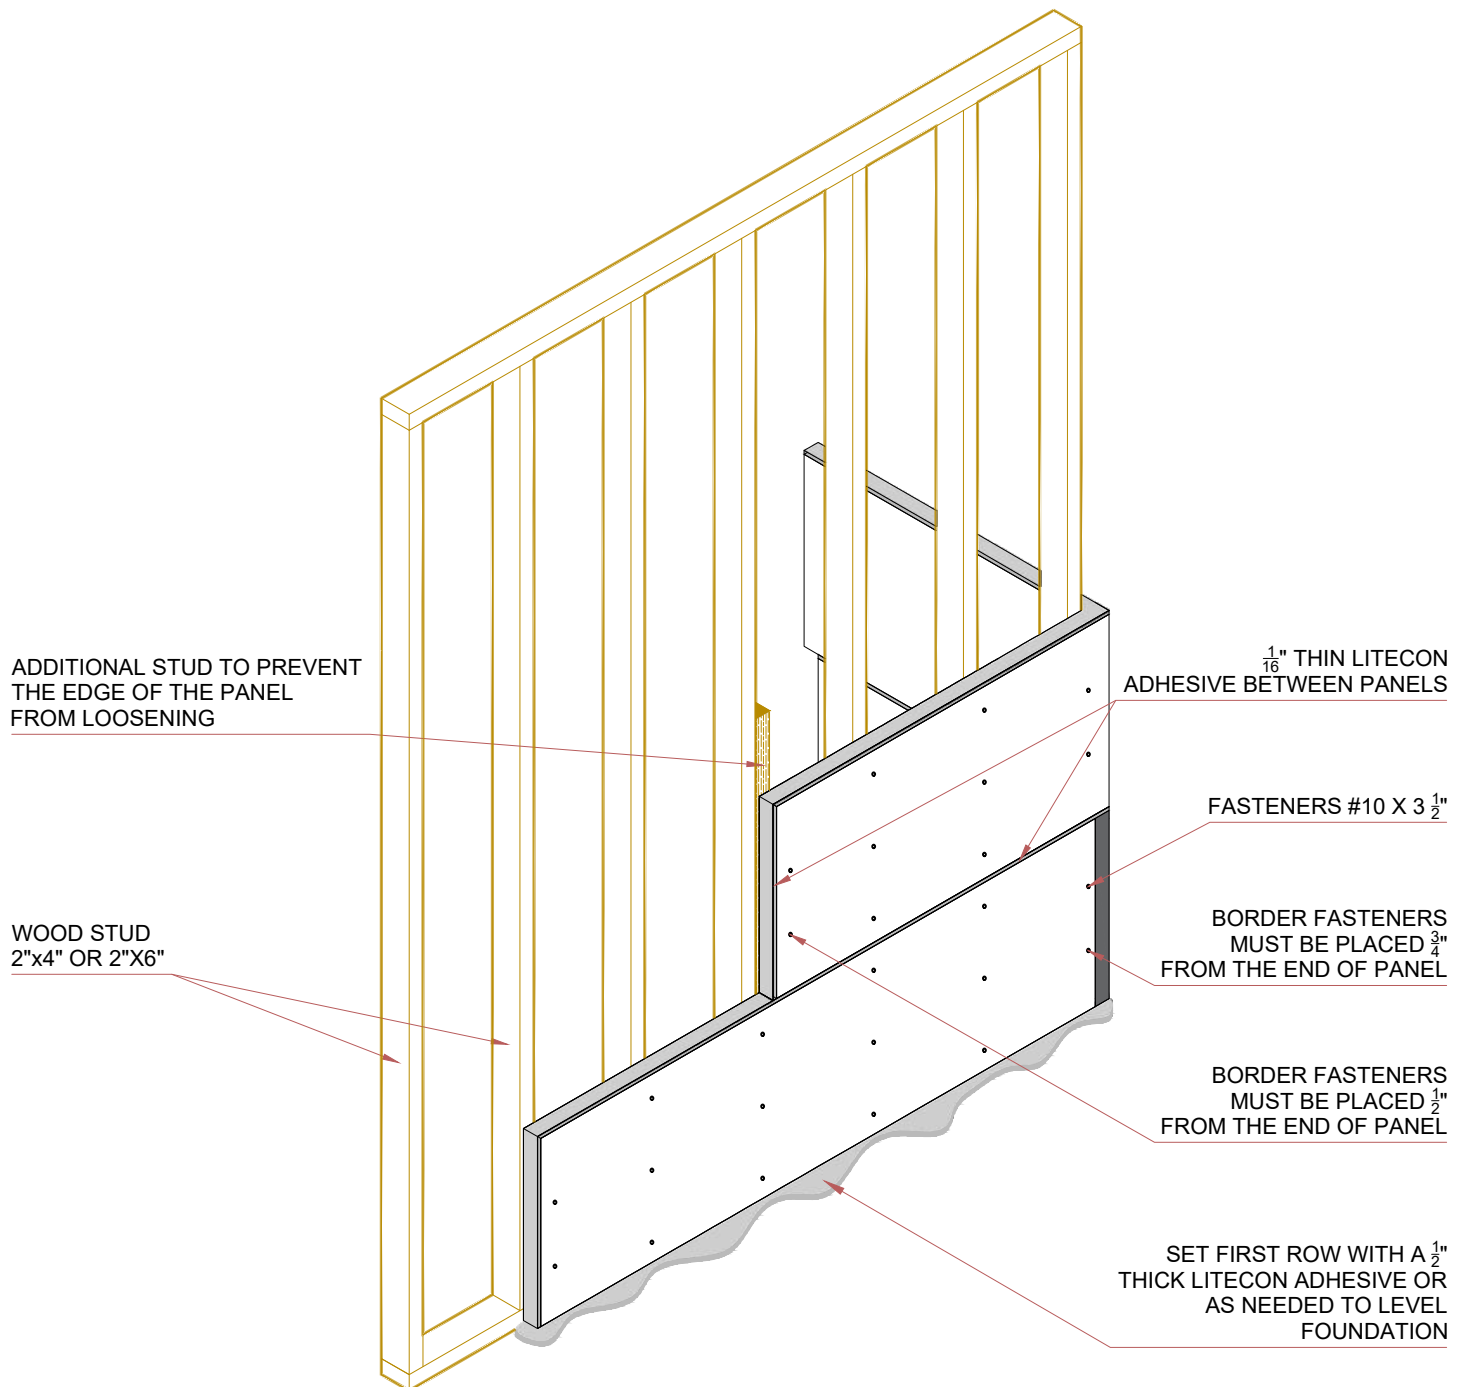 ADDITIONAL STUD TO PREVENT
THE EDGE OF THE PANEL
FROM LOOSENING
WOOD STUD
2"x4" OR 2"X6"
1/16" THIN LITECON
ADHESIVE BETWEEN PANELS
FASTENERS #10 X 3 1/2"
BORDER FASTENERS
MUST BE PLACED 3/4"
FROM THE END OF PANEL
BORDER FASTENERS
MUST BE PLACED 1/2"
FROM THE END OF PANEL
SET FIRST ROW WITH A 1/2"
THICK LITECON ADHESIVE OR
AS NEEDED TO LEVEL
FOUNDATION